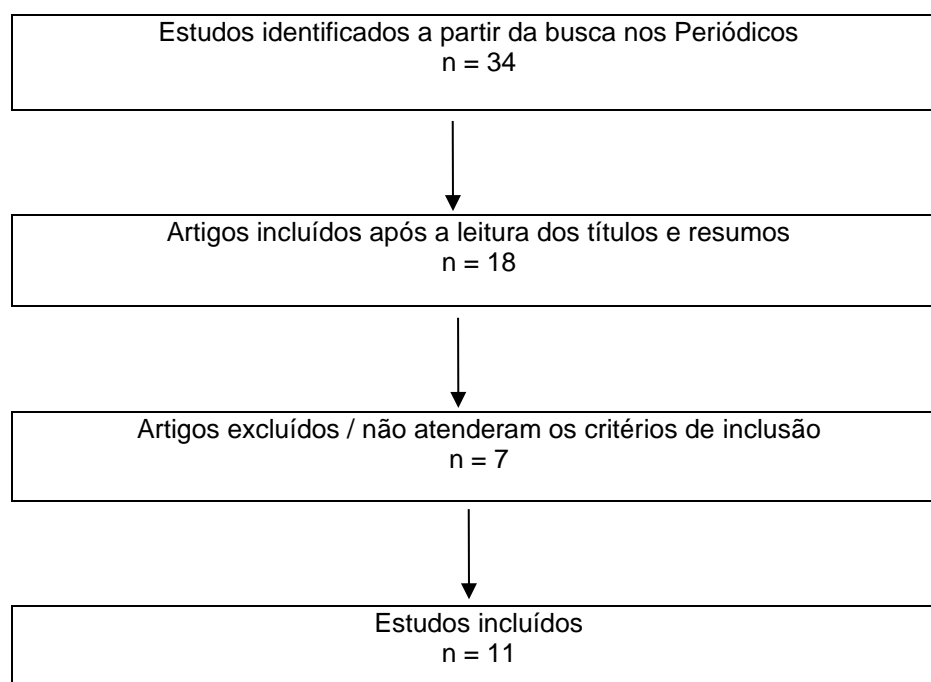 Estudos identificados a partir da busca nos Periódicos
n = 34
Artigos incluídos após a leitura dos títulos e resumos
n = 18
Artigos excluídos / não atenderam os critérios de inclusão
n = 7
Estudos incluídos
n = 11